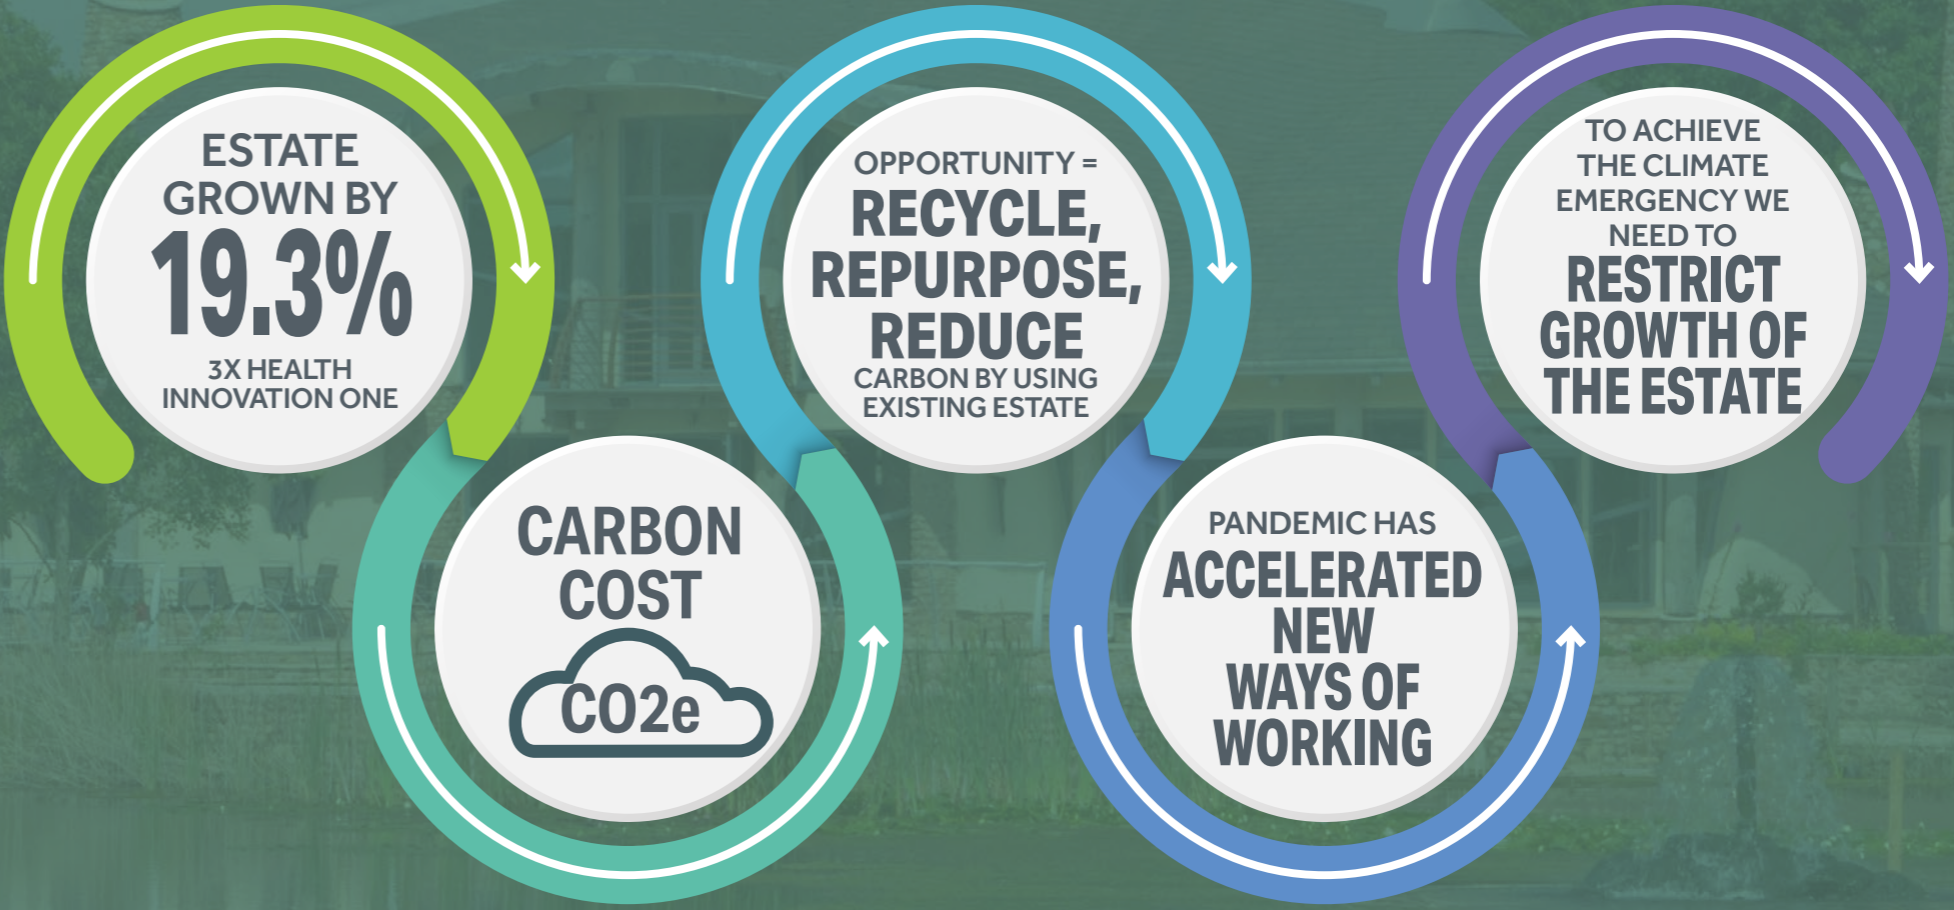 ESTATE
GROWN BY
19.3%
3X HEALTH
INNOVATION ONE
CARBON
COST
CO2e
OPPORTUNITY =
RECYCLE,
REPURPOSE,
REDUCE
CARBON BY USING
EXISTING ESTATE
PANDEMIC HAS
ACCELERATED
NEW
WAYS OF
WORKING
TO ACHIEVE
THE CLIMATE
EMERGENCY WE
NEED TO
RESTRICT
GROWTH OF
THE ESTATE